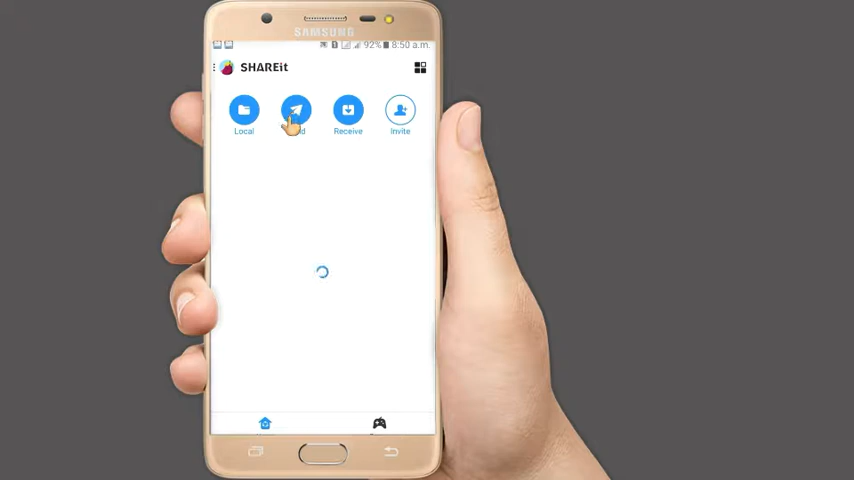 SAMSUNG
92% 8:50 a.m.
SHAREit
Local
Receive
Invite